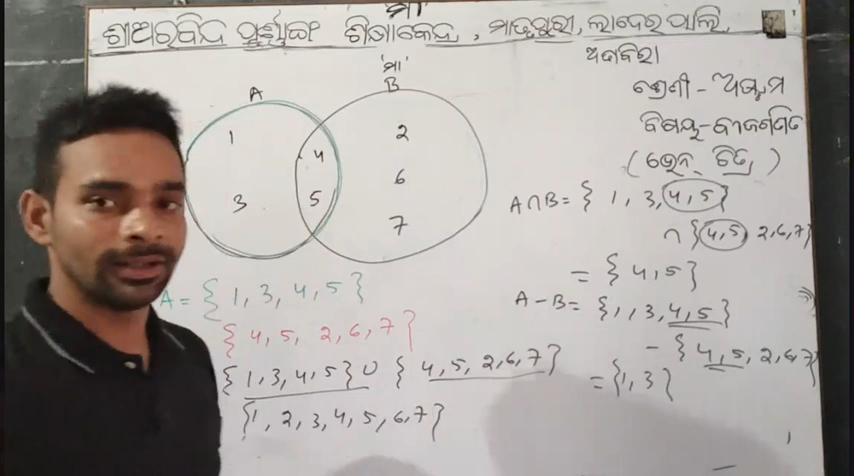 'ମା'
ଶ୍ରୀଅରବିନ୍ଦ ପୂର୍ଣ୍ଣାଙ୍ଗ ଶିକ୍ଷାକେନ୍ଦ୍ର, ମାତୃପୁରୀ, ଲାଦେରପାଲି,
ଅତାବିରା
'ମା'
ଶ୍ରେଣୀ - ଅଷ୍ଟମ
ବିଷୟ - ବୀଜଗଣିତ
(ଭେନ୍ ଚିତ୍ର)
A B
1 4 2
3 5 6
7
A = {1, 3, 4, 5}
{4, 5, 2, 6, 7}
{1, 3, 4, 5} ∪ {4, 5, 2, 6, 7}
{1, 2, 3, 4, 5, 6, 7}
A∩B = {1, 3, 4, 5}
∩ {4, 5, 2, 6, 7}
= {4, 5}
A - B = {1, 3, 4, 5}
- {4, 5, 2, 6, 7}
= {1, 3}